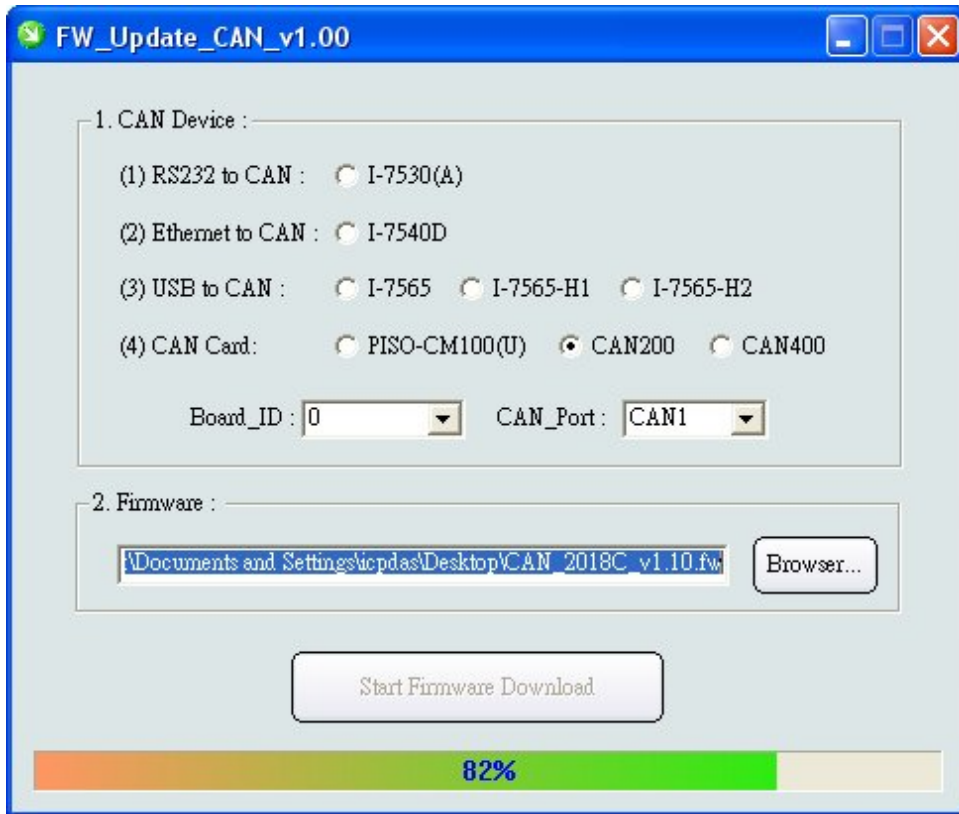 FW_Update_CAN_v1.00
1. CAN Device :
(1) RS232 to CAN : I-7530(A)
(2) Ethernet to CAN : I-7540D
(3) USB to CAN : I-7565 I-7565-H1 I-7565-H2
(4) CAN Card: PISO-CM100(U) CAN200 CAN400
Board_ID : 0 CAN_Port : CAN1
2. Firmware :
:\Documents and Settings\icpdas\Desktop\CAN_2018C_v1.10.fw Browser...
Start Firmware Download
82%